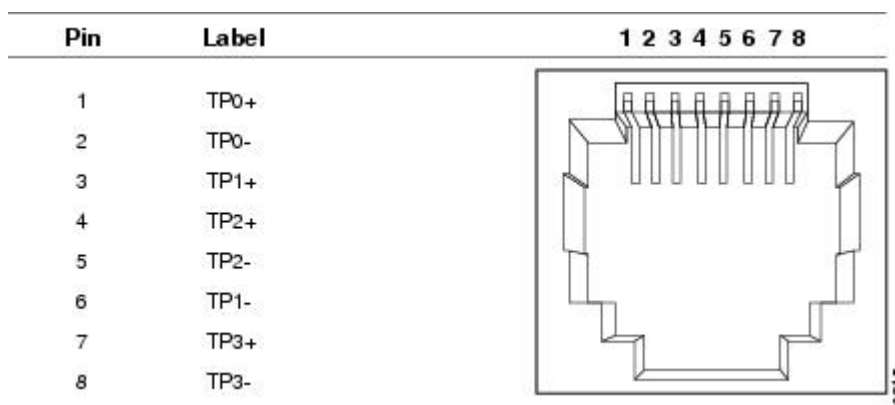 Pin Label 1 2 3 4 5 6 7 8
1 TP0+
2 TP0-
3 TP1+
4 TP2+
5 TP2-
6 TP1-
7 TP3+
8 TP3-